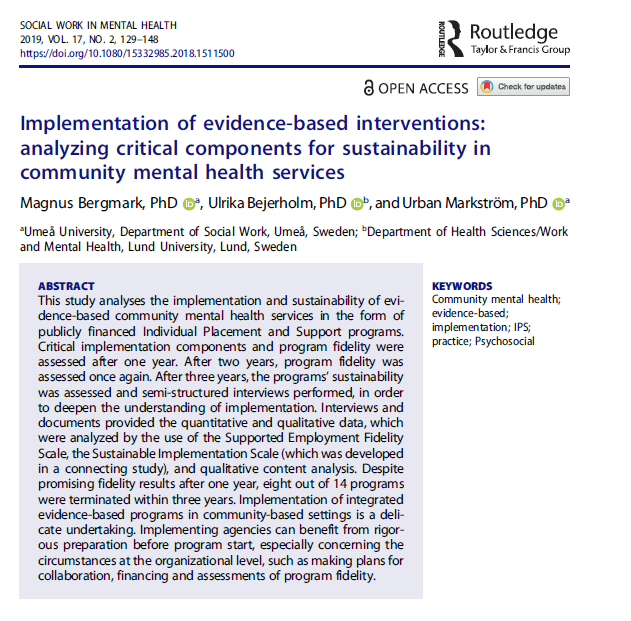 SOCIAL WORK IN MENTAL HEALTH
2019, VOL. 17, NO. 2, 129–148
https://doi.org/10.1080/15332985.2018.1511500
ROUTLEDGE
Routledge
Taylor & Francis Group
OPEN ACCESS
Check for updates
Implementation of evidence-based interventions:
analyzing critical components for sustainability in
community mental health services
Magnus Bergmark, PhD iD a, Ulrika Bejerholm, PhD iD b, and Urban Markström, PhD iD a
aUmeå University, Department of Social Work, Umeå, Sweden; bDepartment of Health Sciences/Work
and Mental Health, Lund University, Lund, Sweden
ABSTRACT
This study analyses the implementation and sustainability of evi-
dence-based community mental health services in the form of
publicly financed Individual Placement and Support programs.
Critical implementation components and program fidelity were
assessed after one year. After two years, program fidelity was
assessed once again. After three years, the programs’ sustainability
was assessed and semi-structured interviews performed, in order
to deepen the understanding of implementation. Interviews and
documents provided the quantitative and qualitative data, which
were analyzed by the use of the Supported Employment Fidelity
Scale, the Sustainable Implementation Scale (which was developed
in a connecting study), and qualitative content analysis. Despite
promising fidelity results after one year, eight out of 14 programs
were terminated within three years. Implementation of integrated
evidence-based programs in community-based settings is a deli-
cate undertaking. Implementing agencies can benefit from rigor-
ous preparation before program start, especially concerning the
circumstances at the organizational level, such as making plans for
collaboration, financing and assessments of program fidelity.
KEYWORDS
Community mental health;
evidence-based;
implementation; IPS;
practice; Psychosocial